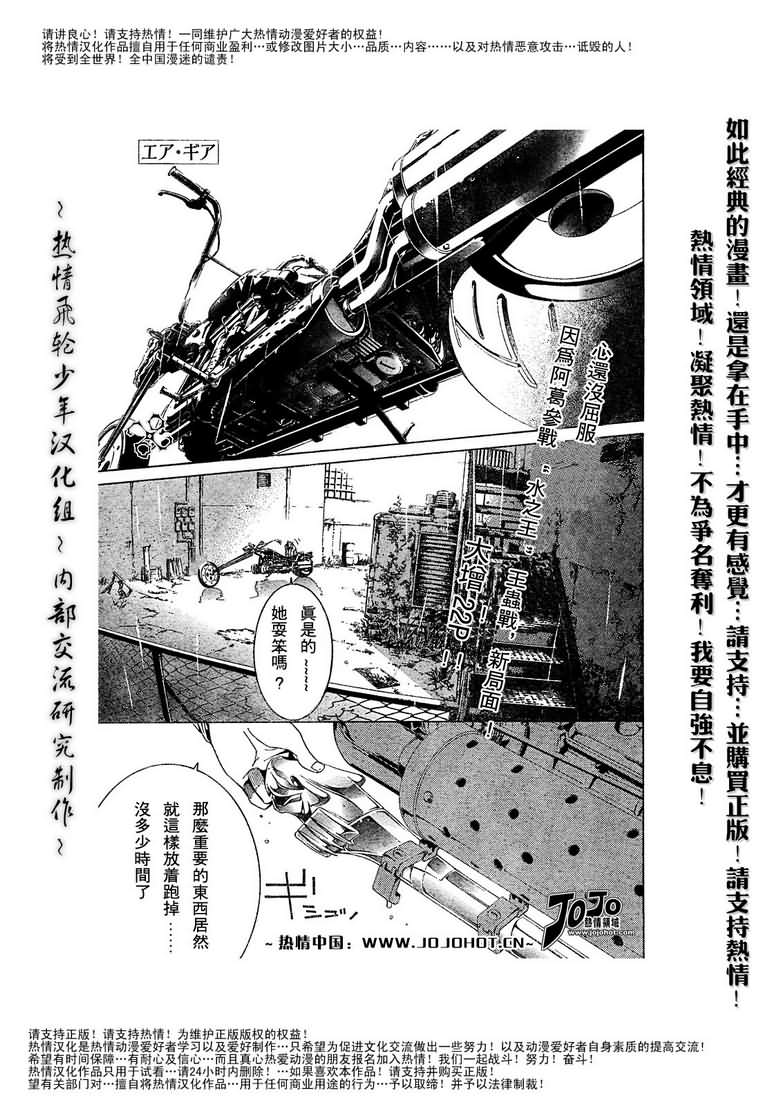 请讲良心！请支持热情！一同维护广大热情动漫爱好者的权益！
将热情汉化作品擅自用于任何商业盈利…或修改图片大小…品质…内容……以及对热情恶意攻击…诋毁的人！
将受到全世界！全中国漫迷的谴责！
如此經典的漫畫！還是拿在手中…才更有感覺…請支持…並購買正版！請支持熱情！
熱情領域！凝聚熱情！不為爭名奪利！我要自強不息！
エア・ギア
～热情飞轮少年汉化组～内部交流研究制作～
心還沒屈服
因爲阿葛參戰“水之王”王蟲戰，新局面！
大增22P！！
眞是的~~~~
她耍笨嗎？
那麼重要的東西居然
就這樣放着跑掉……
沒多少時間了
ギ！
シュン
JOJO
熱情領域
www.jojohot.com
~ 热情中国：WWW.JOJOHOT.CN~
请支持正版！请支持热情！为维护正版版权的权益！
热情汉化是热情动漫爱好者学习以及爱好制作…只希望为促进文化交流做出一些努力！以及动漫爱好者自身素质的提高交流！
希望有时间保障…有耐心及信心…而且真心热爱动漫的朋友报名加入热情！我们一起战斗！努力！奋斗！
热情汉化作品只用于试看…请24小时内删除！…如果喜欢本作品！请支持并购买正版！
望有关部门对…擅自将热情汉化作品…用于任何商业用途的行为…予以取缔！并予以法律制裁！